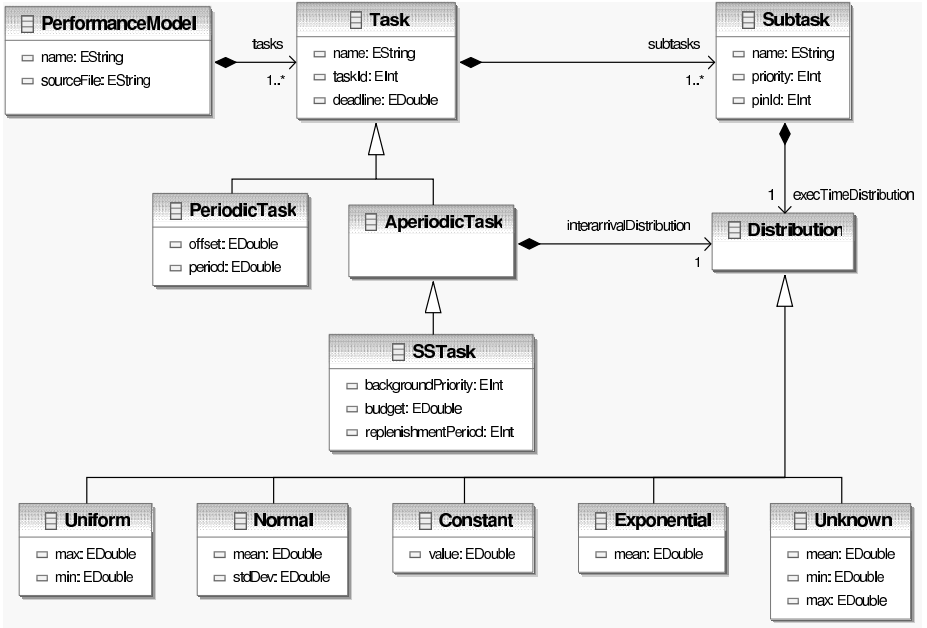 PerformanceModel
name: EString
sourceFile: EString
tasks
1..*
Task
name: EString
taskId: EInt
deadline: EDouble
subtasks
1..*
Subtask
name: EString
priority: EInt
pinId: EInt
1
execTimeDistribution
PeriodicTask
offset: EDouble
period: EDouble
AperiodicTask
interarrivalDistribution
1
Distribution
SSTask
backgroundPriority: EInt
budget: EDouble
replenishmentPeriod: EInt
Uniform
max: EDouble
min: EDouble
Normal
mean: EDouble
stdDev: EDouble
Constant
value: EDouble
Exponential
mean: EDouble
Unknown
mean: EDouble
min: EDouble
max: EDouble